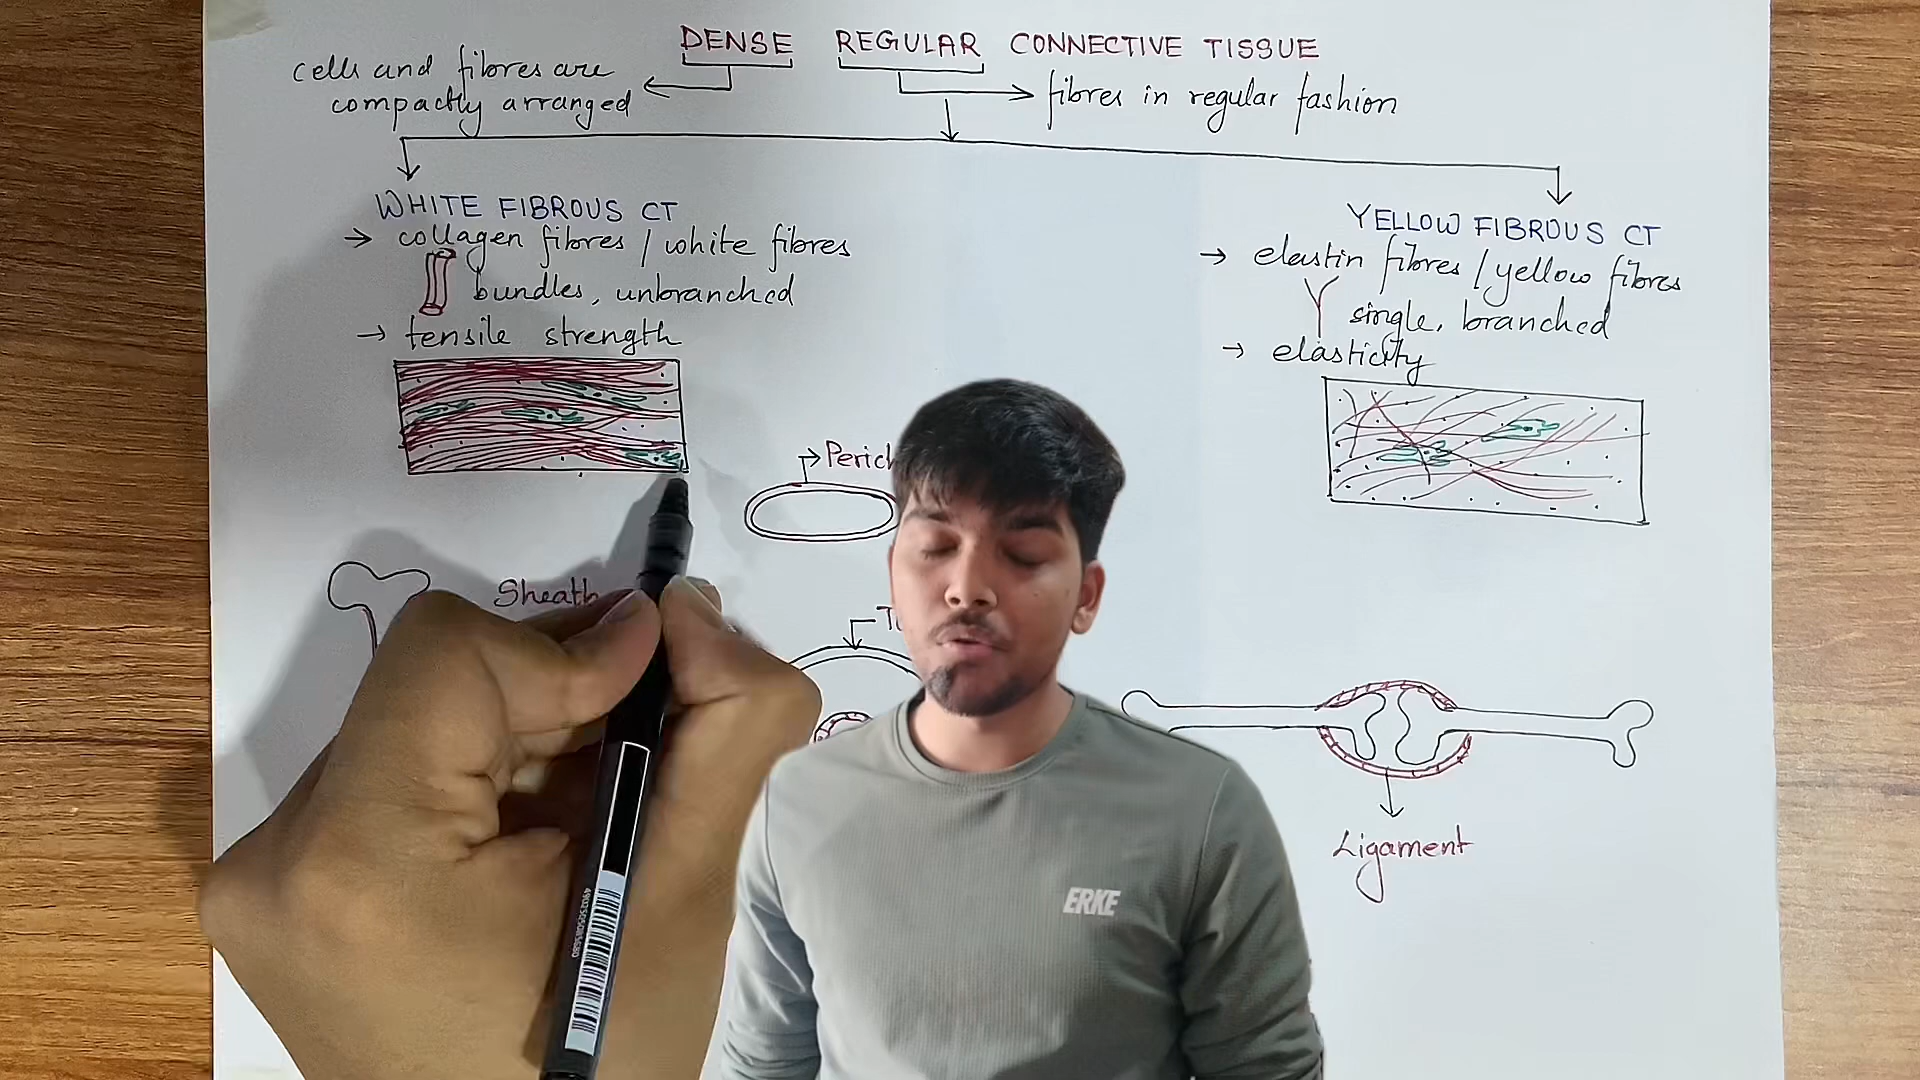 DENSE REGULAR CONNECTIVE TISSUE
cells and fibres are
compactly arranged
fibres in regular fashion
WHITE FIBROUS CT
→ collagen fibres / white fibres
bundles, unbranched
→ tensile strength
YELLOW FIBROUS CT
→ elastin fibres / yellow fibres
single, branched
→ elasticity
Sheath
Ligament
ERKE